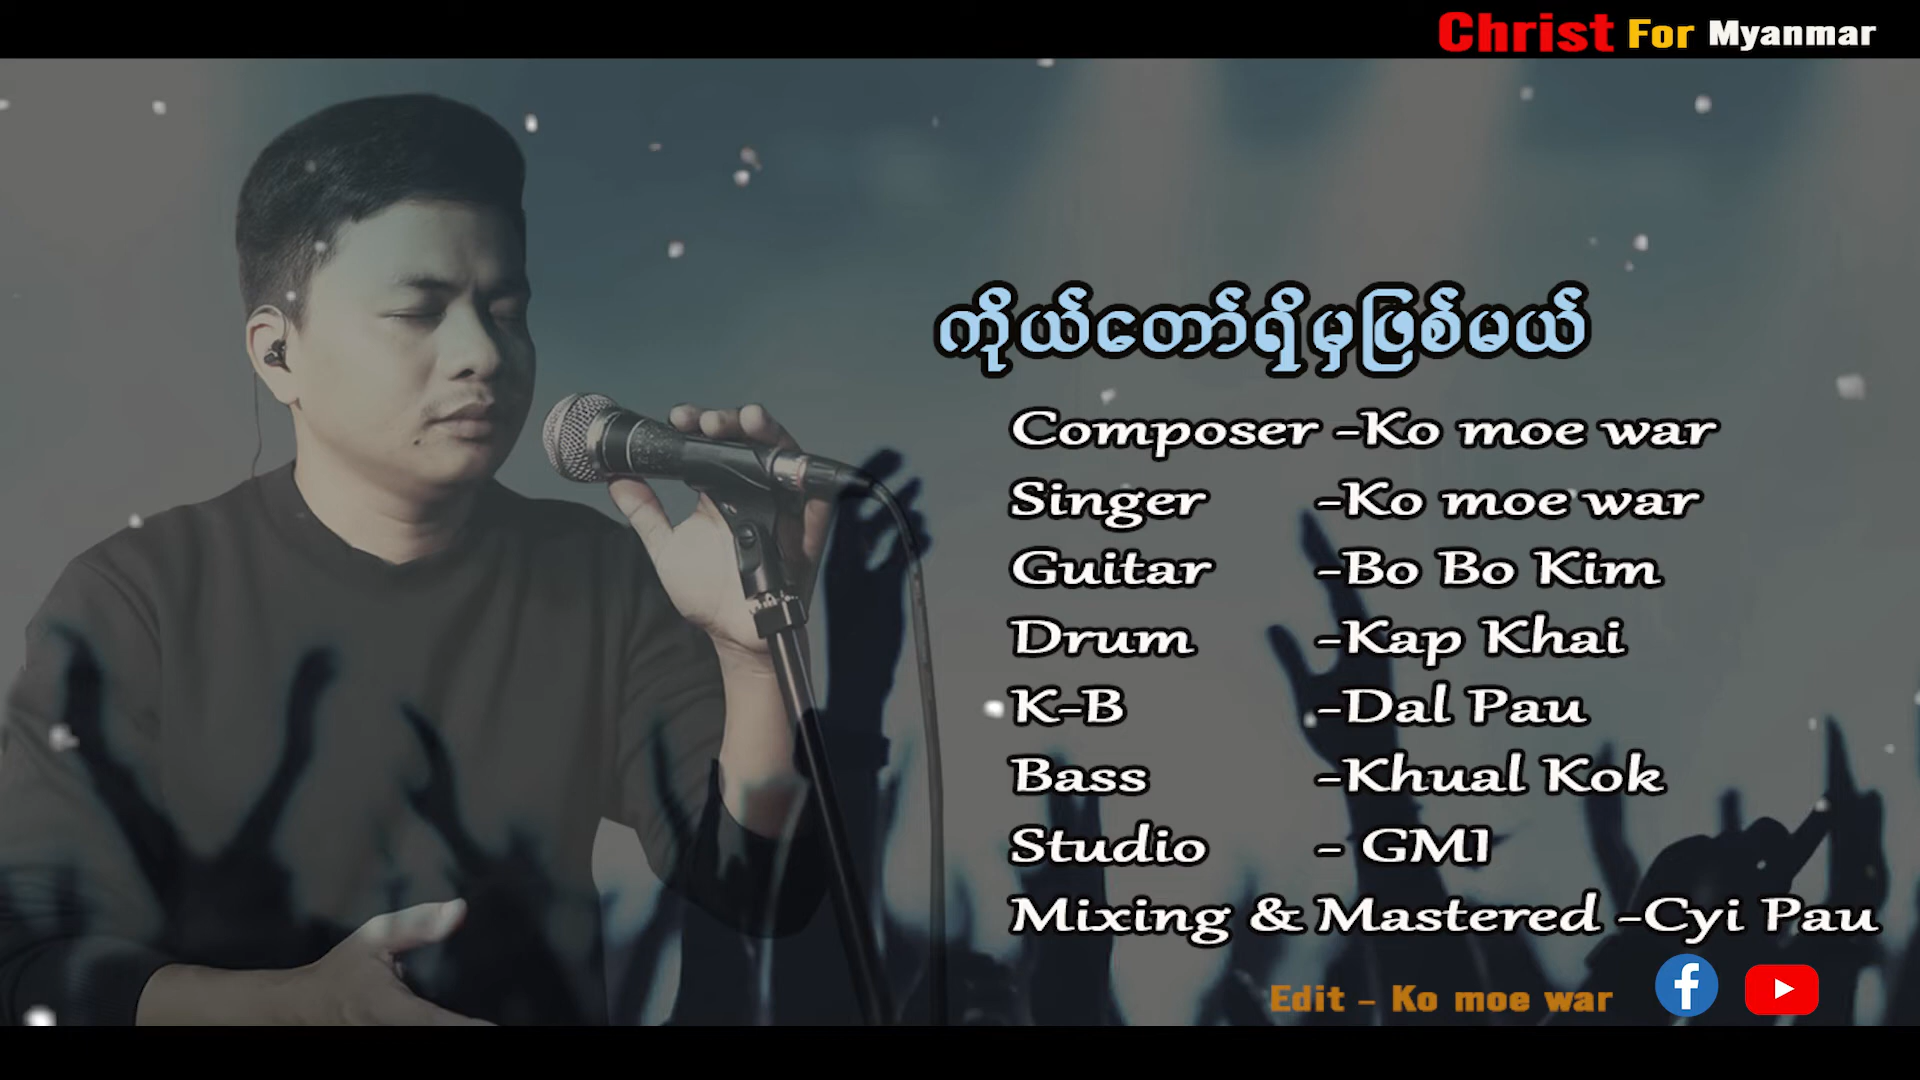 Christ For Myanmar
ကိုယ်တော်ရှိမှဖြစ်မယ်
Composer -Ko moe war
Singer -Ko moe war
Guitar -Bo Bo Kim
Drum -Kap Khai
K-B -Dal Pau
Bass -Khual Kok
Studio - GMI
Mixing & Mastered -Cyi Pau
Edit - Ko moe war